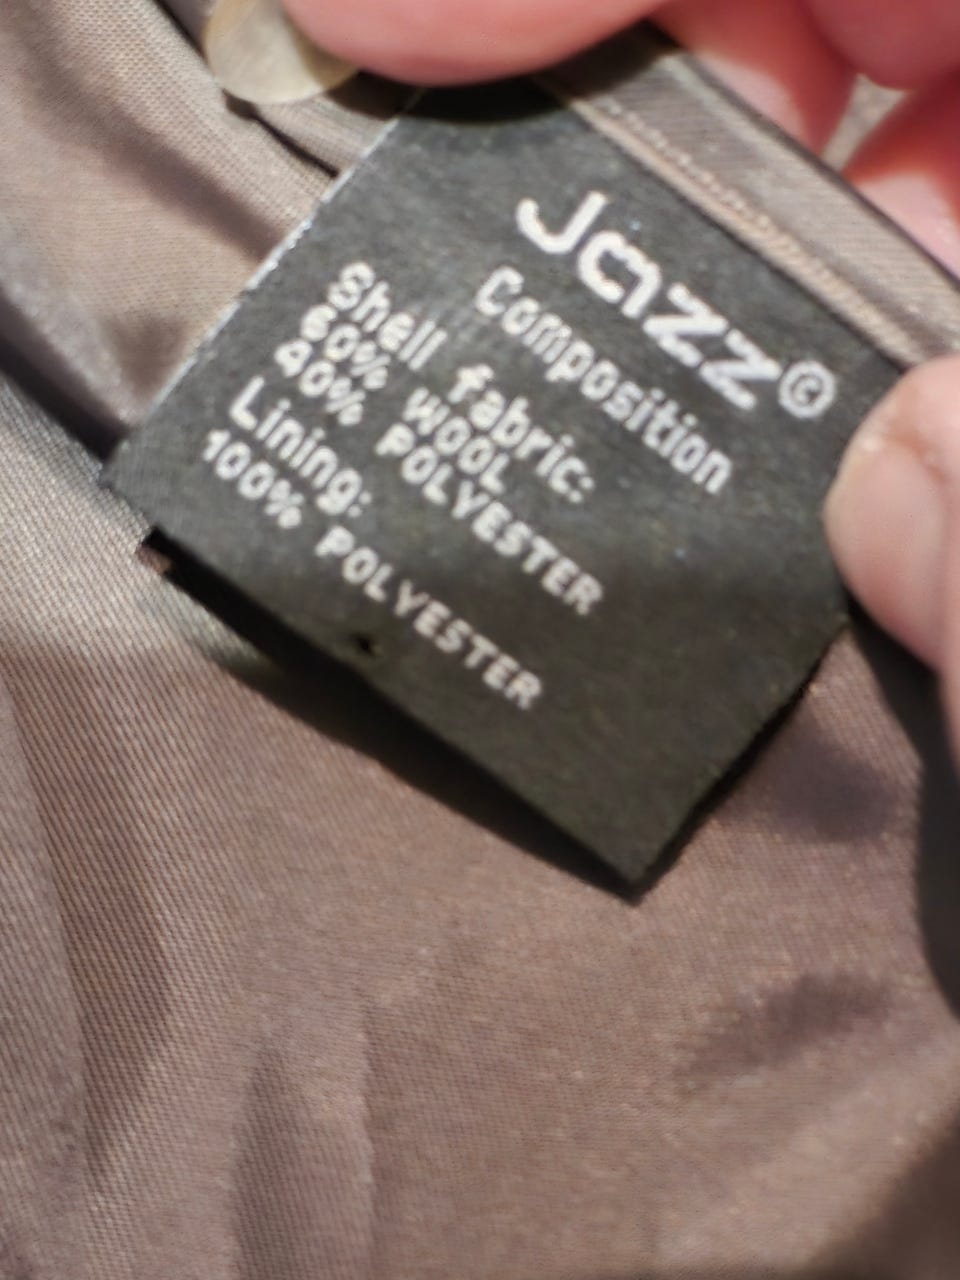 Jazz©
Composition
Shell fabric:
60% WOOL
40% POLYESTER
Lining:
100% POLYESTER